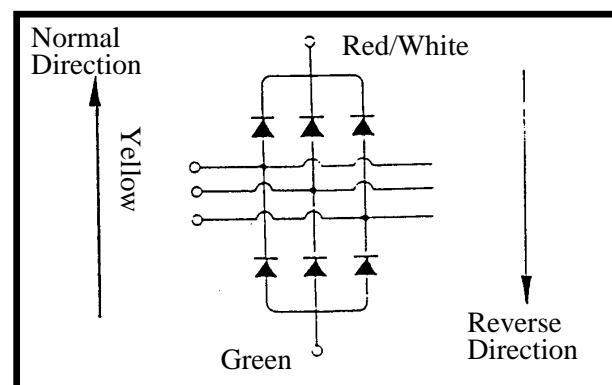 Normal
Direction
Red/White
Yellow
Green
Reverse
Direction